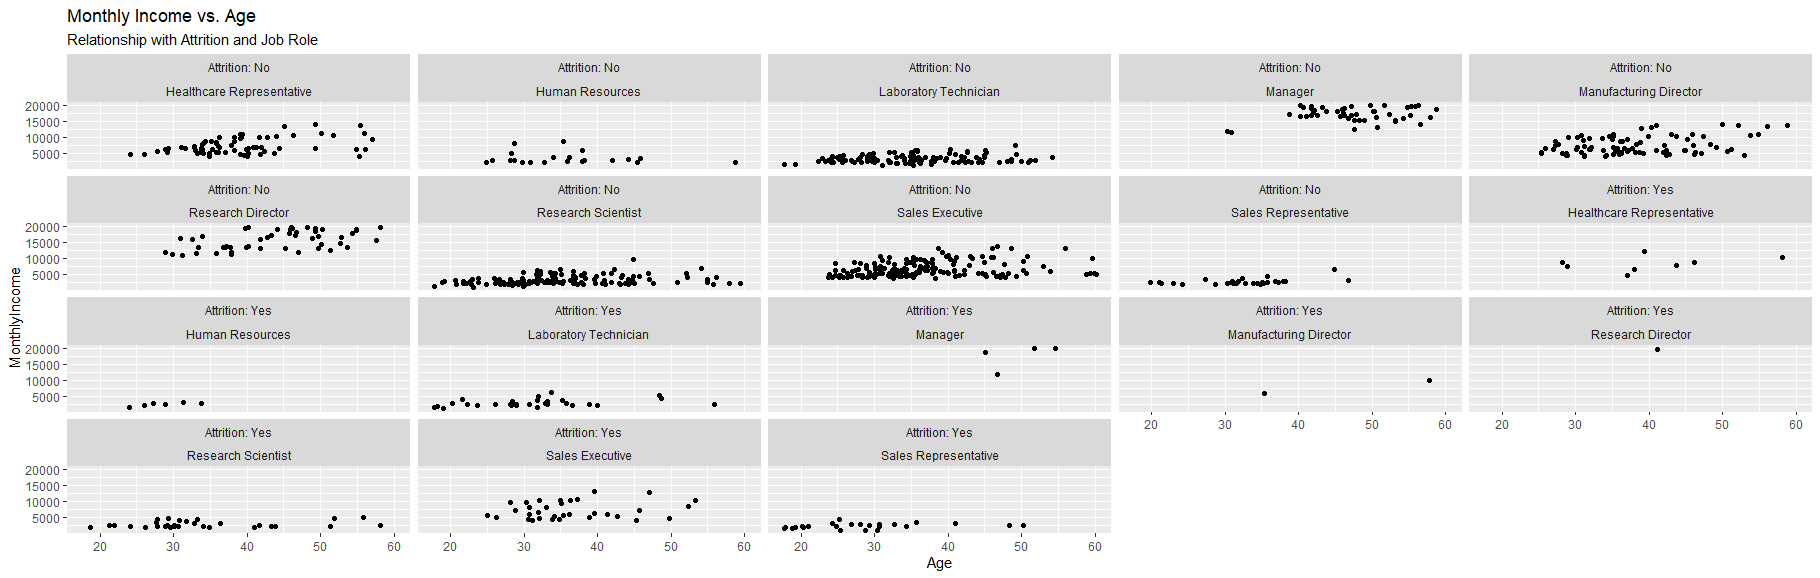 Monthly Income vs. Age
Relationship with Attrition and Job Role
Attrition: No
Healthcare Representative
Attrition: No
Human Resources
Attrition: No
Laboratory Technician
Attrition: No
Manager
Attrition: No
Manufacturing Director
20000
15000
10000
5000
Attrition: No
Research Director
Attrition: No
Research Scientist
Attrition: No
Sales Executive
Attrition: No
Sales Representative
Attrition: Yes
Healthcare Representative
20000
15000
10000
5000
MonthlyIncome
Attrition: Yes
Human Resources
Attrition: Yes
Laboratory Technician
Attrition: Yes
Manager
Attrition: Yes
Manufacturing Director
Attrition: Yes
Research Director
20000
15000
10000
5000
20 30 40 50 60
20 30 40 50 60
Attrition: Yes
Research Scientist
Attrition: Yes
Sales Executive
Attrition: Yes
Sales Representative
20000
15000
10000
5000
20 30 40 50 60
20 30 40 50 60
20 30 40 50 60
Age